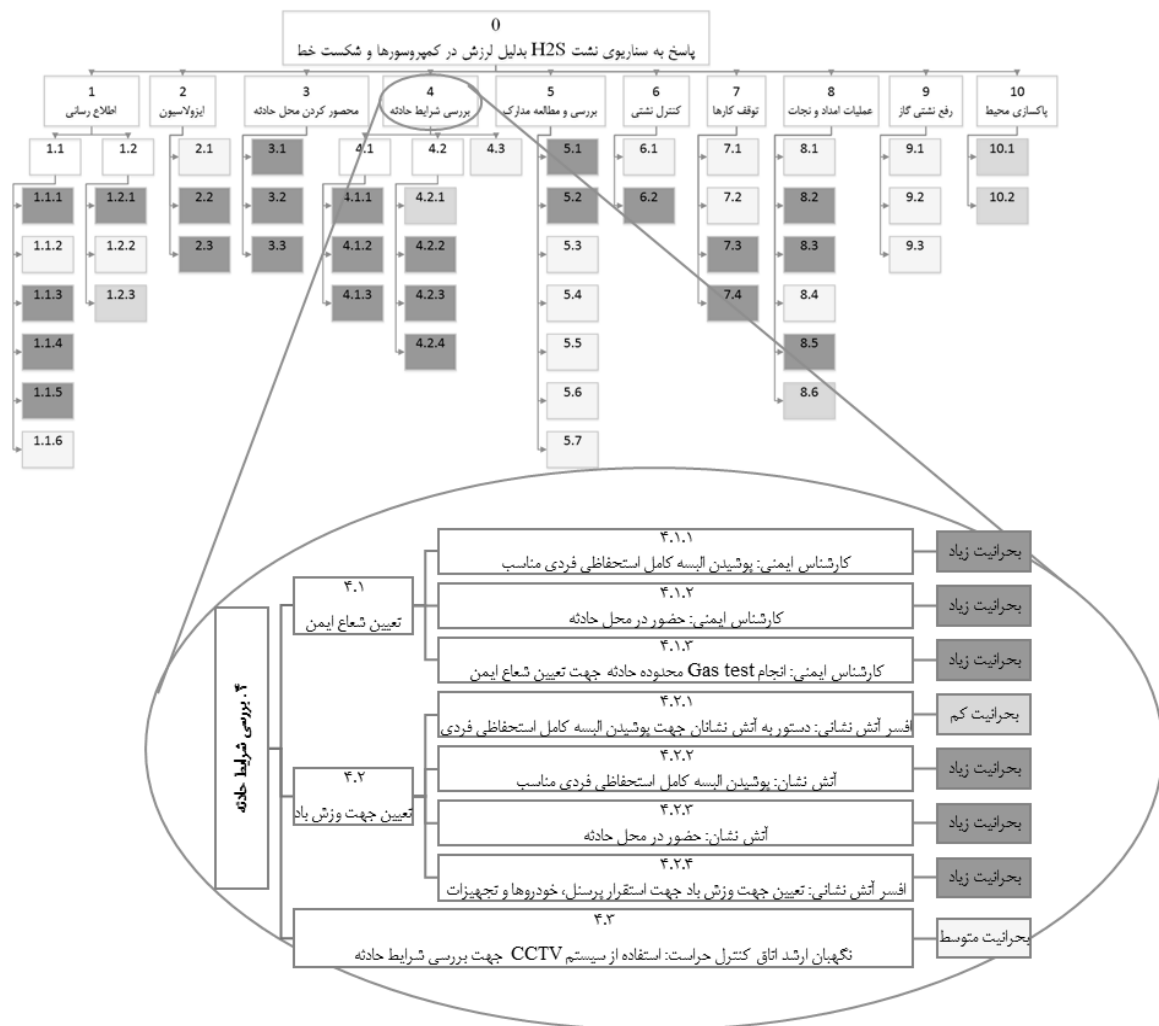 0
پاسخ به سناریوی نشت H2S بدلیل لرزش در کمپروسورها و شکست خط
1
اطلاع رسانی
2
ایزولاسیون
3
محصور کردن محل حادثه
4
بررسی شرایط حادثه
5
بررسی و مطالعه مدارک
6
کنترل نشتی
7
توقف کارها
8
عملیات امداد و نجات
9
رفع نشتی گاز
10
پاکسازی محیط
1.1 1.2 2.1 3.1 4.1 4.2 4.3 5.1 6.1 7.1 8.1 9.1 10.1
1.1.1 1.2.1 2.2 3.2 4.1.1 4.2.1 5.2 6.2 7.2 8.2 9.2 10.2
1.1.2 1.2.2 2.3 3.3 4.1.2 4.2.2 5.3 7.3 8.3 9.3
1.1.3 1.2.3 4.1.3 4.2.3 5.4 7.4 8.4
1.1.4 4.2.4 5.5 8.5
1.1.5 5.6 8.6
1.1.6 5.7
۴. بررسی شرایط حادثه
۴.۱
تعیین شعاع ایمن
۴.۱.۱
کارشناس ایمنی: پوشیدن البسه کامل استحفاظی فردی مناسب
بحرانیت زیاد
۴.۱.۲
کارشناس ایمنی: حضور در محل حادثه
بحرانیت زیاد
۴.۱.۳
کارشناس ایمنی: انجام Gas test محدوده حادثه جهت تعیین شعاع ایمن
بحرانیت زیاد
۴.۲
تعیین جهت وزش باد
۴.۲.۱
افسر آتش نشانی: دستور به آتش نشانان جهت پوشیدن البسه کامل استحفاظی فردی
بحرانیت کم
۴.۲.۲
آتش نشان: پوشیدن البسه کامل استحفاظی فردی مناسب
بحرانیت زیاد
۴.۲.۳
آتش نشان: حضور در محل حادثه
بحرانیت زیاد
۴.۲.۴
افسر آتش نشانی: تعیین جهت وزش باد جهت استقرار پرسنل، خودروها و تجهیزات
بحرانیت زیاد
۴.۳
نگهبان ارشد اتاق کنترل حراست: استفاده از سیستم CCTV جهت بررسی شرایط حادثه
بحرانیت متوسط